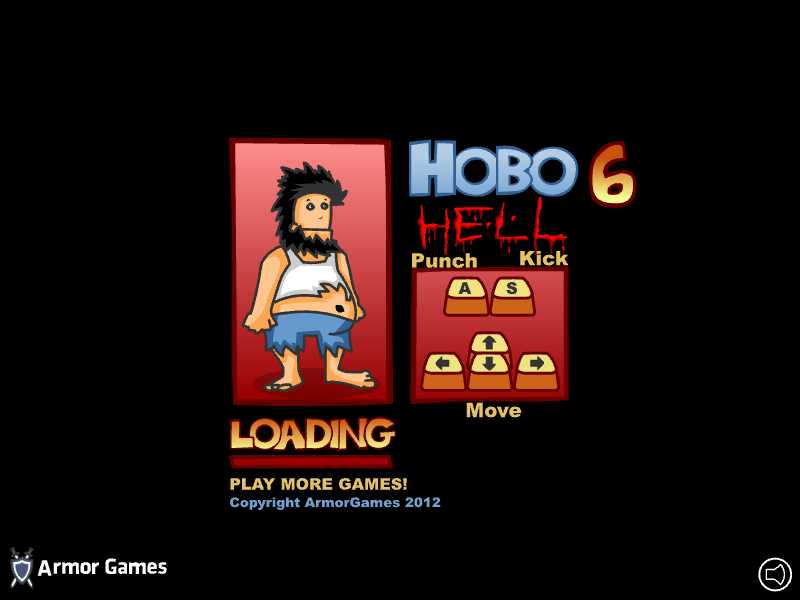 HOBO 6
HELL
Punch Kick
A S
Move
LOADING
PLAY MORE GAMES!
Copyright ArmorGames 2012
Armor Games